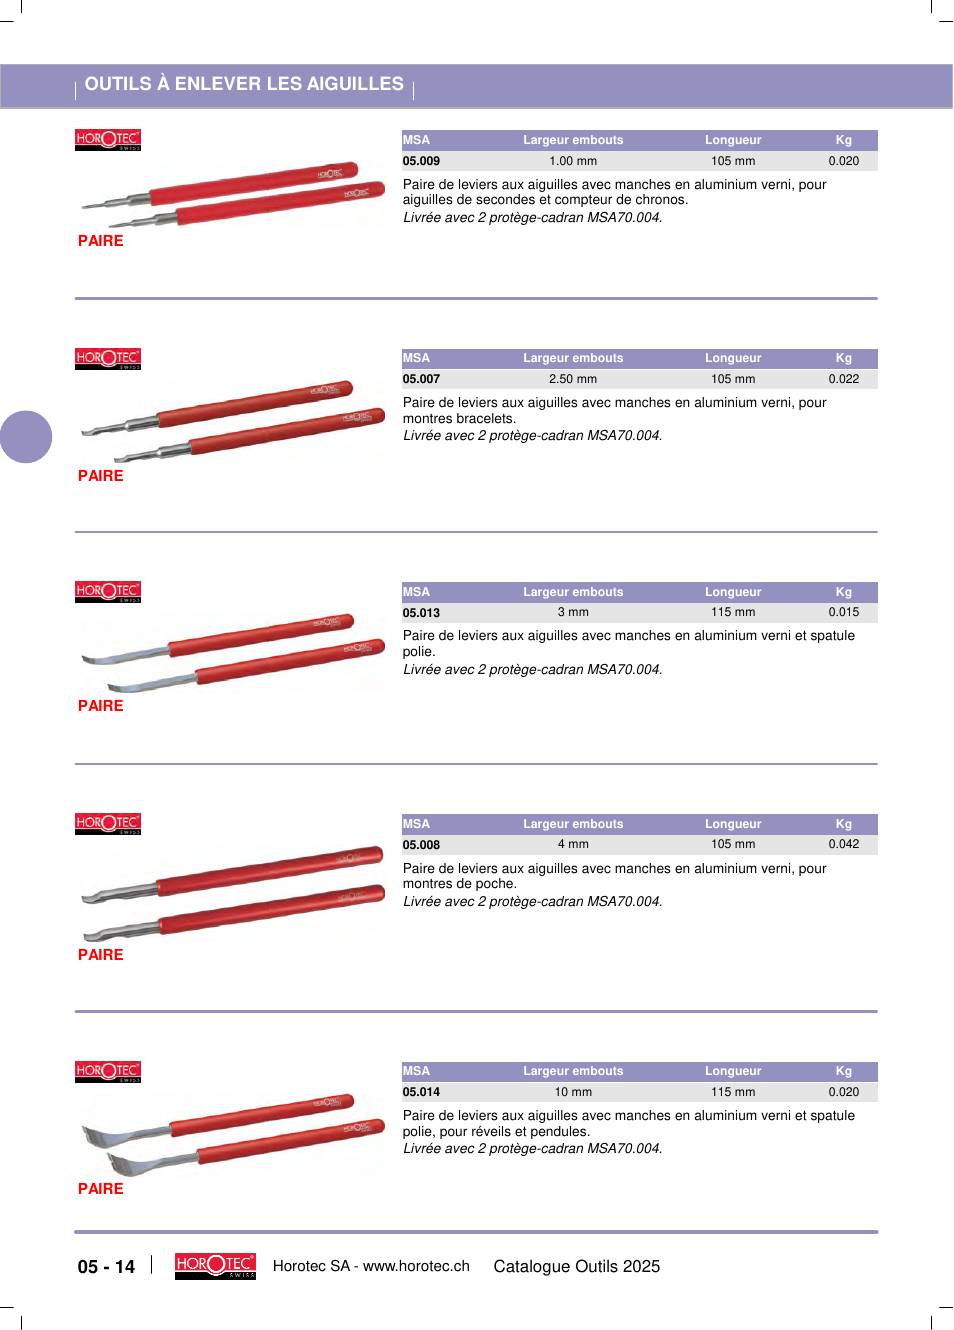 OUTILS À ENLEVER LES AIGUILLES
HOROTEC®
SWISS
PAIRE
MSA Largeur embouts Longueur Kg
05.009 1.00 mm 105 mm 0.020
Paire de leviers aux aiguilles avec manches en aluminium verni, pour
aiguilles de secondes et compteur de chronos.
Livrée avec 2 protège-cadran MSA70.004.
HOROTEC®
SWISS
PAIRE
MSA Largeur embouts Longueur Kg
05.007 2.50 mm 105 mm 0.022
Paire de leviers aux aiguilles avec manches en aluminium verni, pour
montres bracelets.
Livrée avec 2 protège-cadran MSA70.004.
HOROTEC®
SWISS
PAIRE
MSA Largeur embouts Longueur Kg
05.013 3 mm 115 mm 0.015
Paire de leviers aux aiguilles avec manches en aluminium verni et spatule
polie.
Livrée avec 2 protège-cadran MSA70.004.
HOROTEC®
SWISS
PAIRE
MSA Largeur embouts Longueur Kg
05.008 4 mm 105 mm 0.042
Paire de leviers aux aiguilles avec manches en aluminium verni, pour
montres de poche.
Livrée avec 2 protège-cadran MSA70.004.
HOROTEC®
SWISS
PAIRE
MSA Largeur embouts Longueur Kg
05.014 10 mm 115 mm 0.020
Paire de leviers aux aiguilles avec manches en aluminium verni et spatule
polie, pour réveils et pendules.
Livrée avec 2 protège-cadran MSA70.004.
05 - 14 HOROTEC® SWISS Horotec SA - www.horotec.ch Catalogue Outils 2025